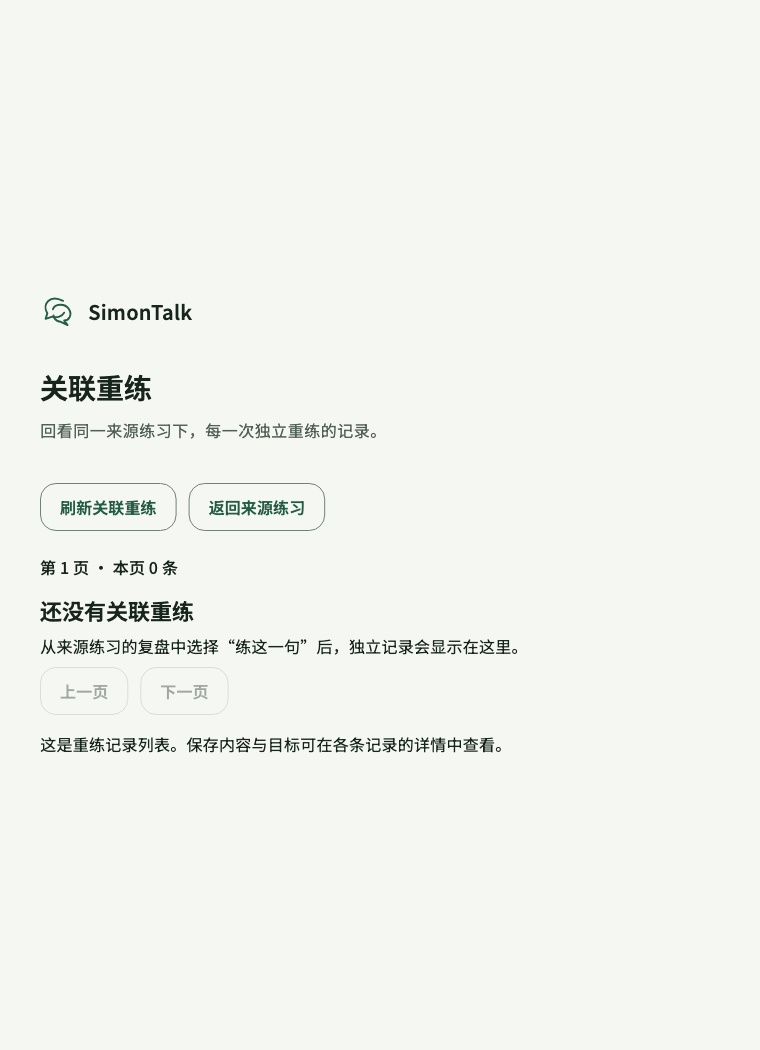 SimonTalk
关联重练
回看同一来源练习下，每一次独立重练的记录。
刷新关联重练 返回来源练习
第 1 页 · 本页 0 条
还没有关联重练
从来源练习的复盘中选择“练这一句”后，独立记录会显示在这里。
上一页 下一页
这是重练记录列表。保存内容与目标可在各条记录的详情中查看。